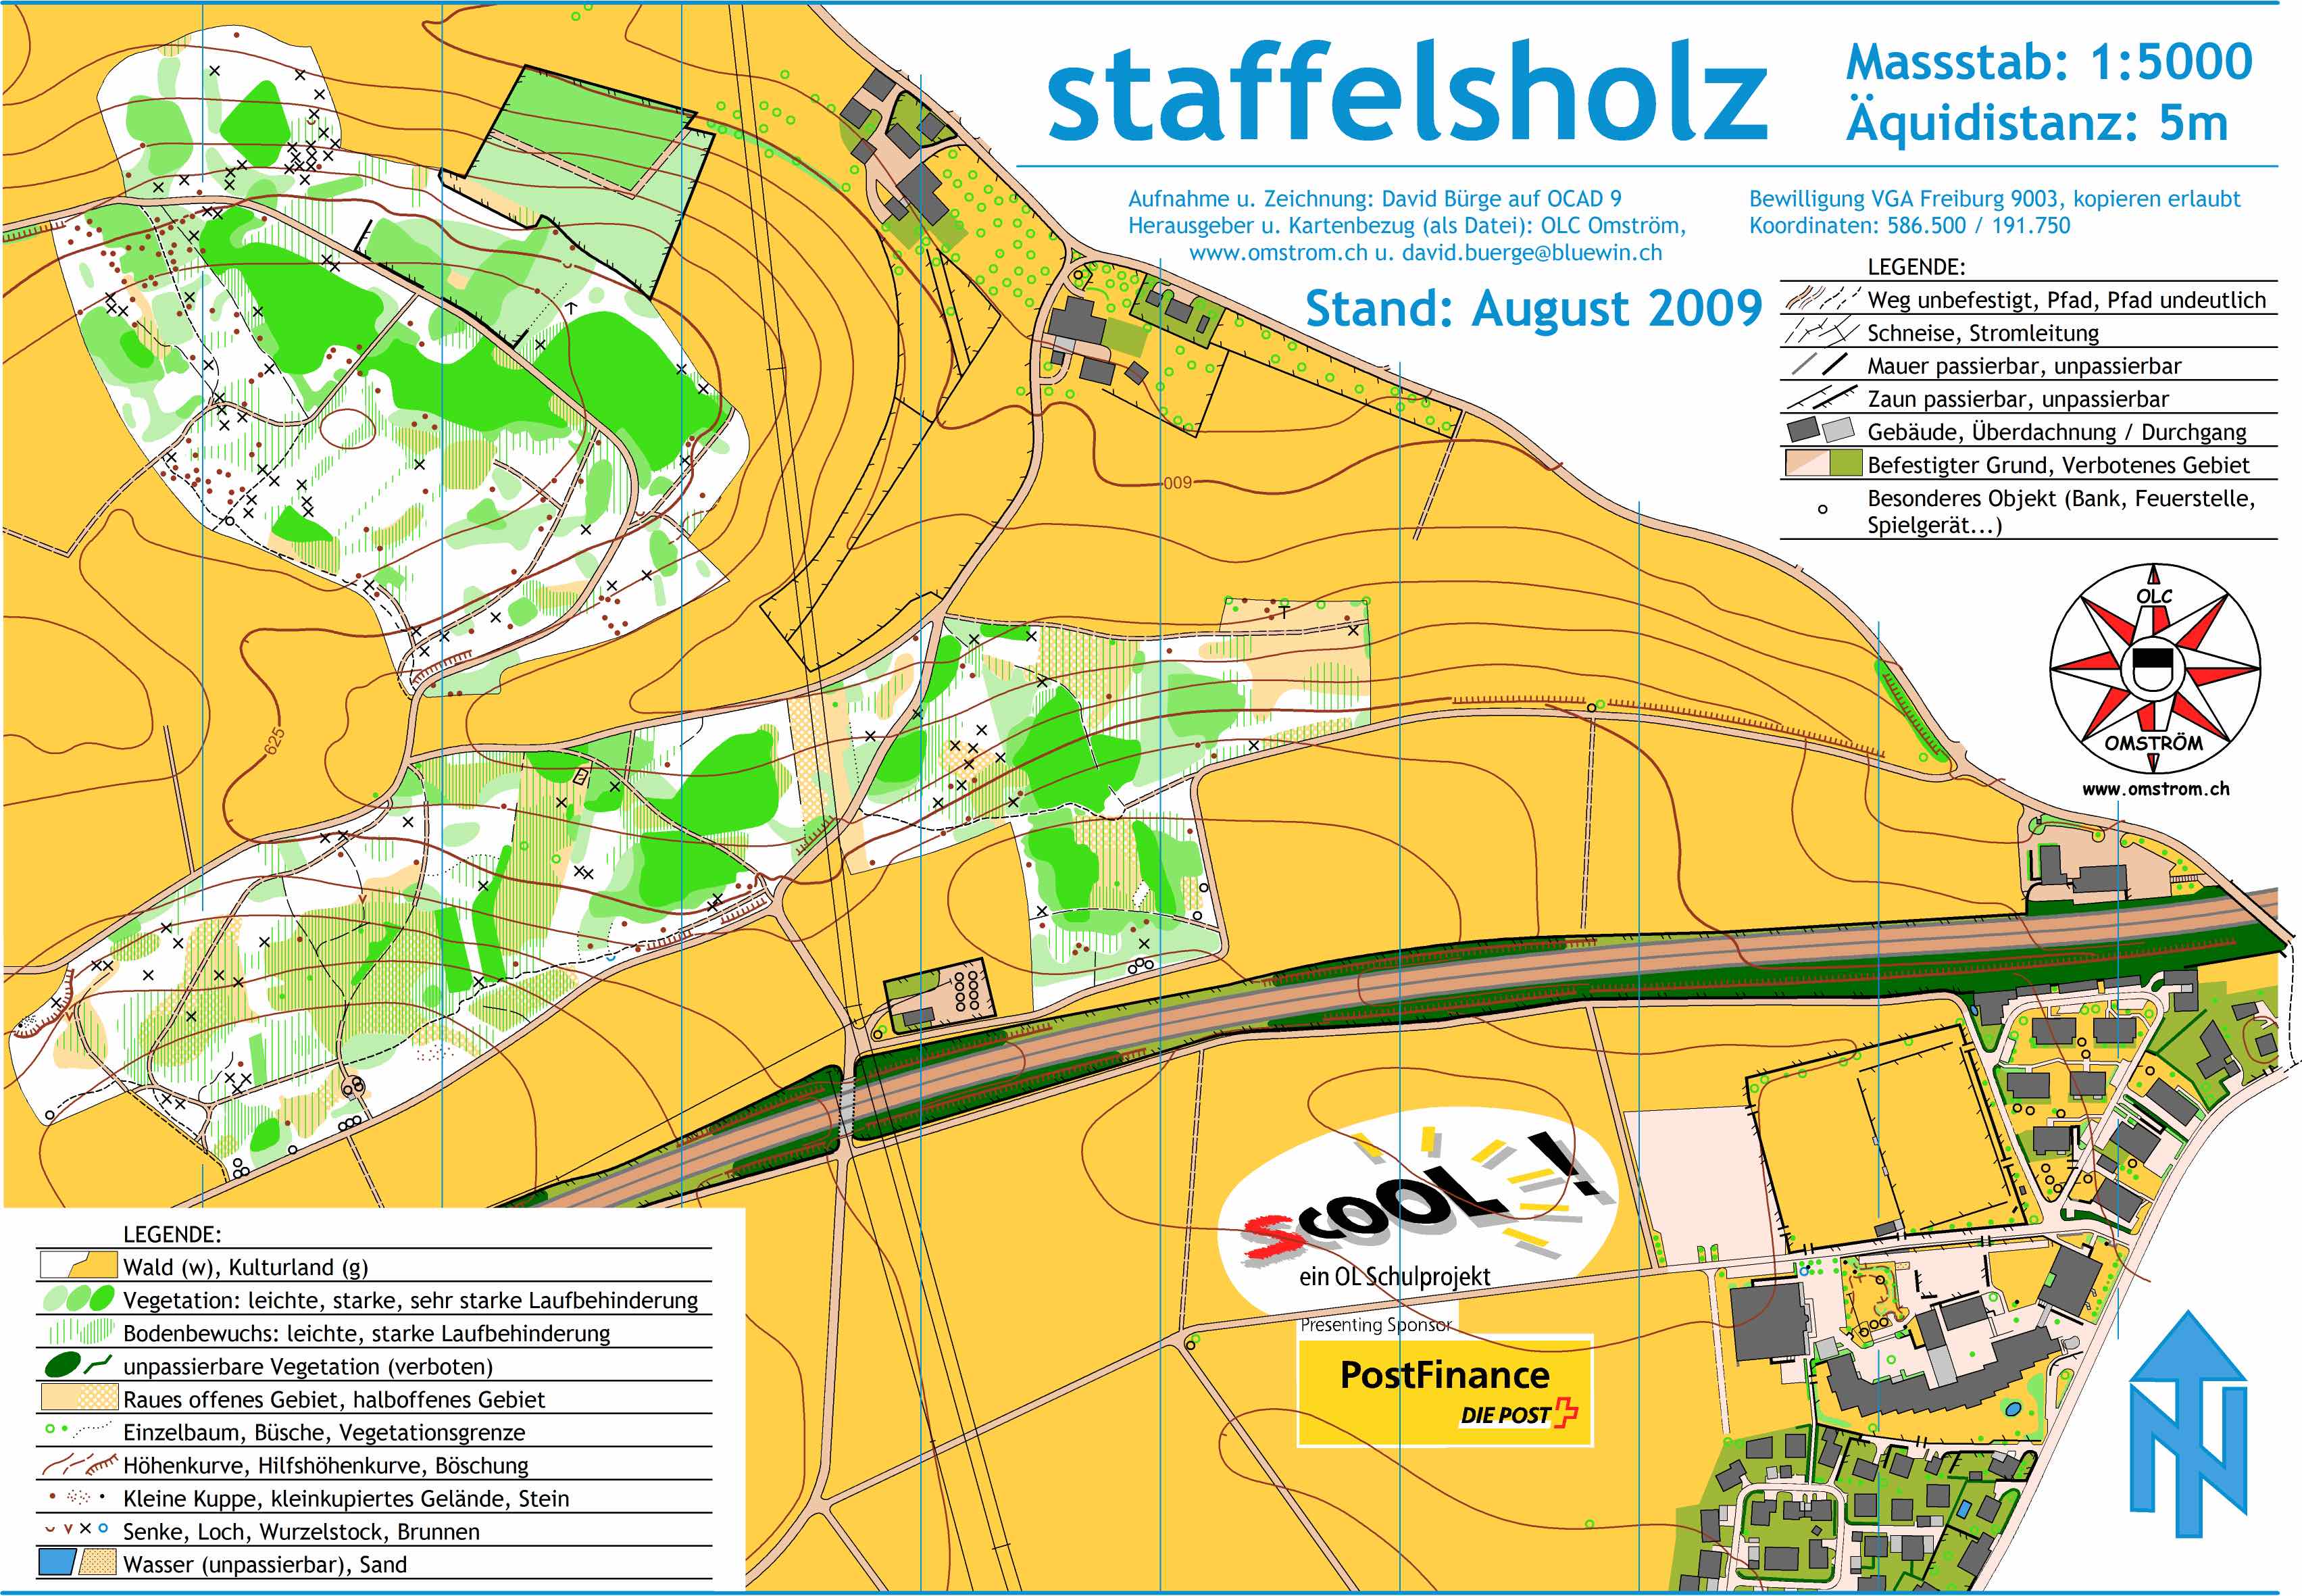 staffelsholz
Massstab: 1:5000
Äquidistanz: 5m
Aufnahme u. Zeichnung: David Bürge auf OCAD 9
Herausgeber u. Kartenbezug (als Datei): OLC Omström,
www.omstrom.ch u. david.buerge@bluewin.ch
Bewilligung VGA Freiburg 9003, kopieren erlaubt
Koordinaten: 586.500 / 191.750
Stand: August 2009
LEGENDE:
Weg unbefestigt, Pfad, Pfad undeutlich
Schneise, Stromleitung
Mauer passierbar, unpassierbar
Zaun passierbar, unpassierbar
Gebäude, Überdachnung / Durchgang
Befestigter Grund, Verbotenes Gebiet
Besonderes Objekt (Bank, Feuerstelle,
Spielgerät...)
OLC
OMSTRÖM
www.omstrom.ch
009
625
scool!
ein OL Schulprojekt
Presenting Sponsor
PostFinance
DIE POST
LEGENDE:
Wald (w), Kulturland (g)
Vegetation: leichte, starke, sehr starke Laufbehinderung
Bodenbewuchs: leichte, starke Laufbehinderung
unpassierbare Vegetation (verboten)
Raues offenes Gebiet, halboffenes Gebiet
Einzelbaum, Büsche, Vegetationsgrenze
Höhenkurve, Hilfshöhenkurve, Böschung
Kleine Kuppe, kleinkupiertes Gelände, Stein
Senke, Loch, Wurzelstock, Brunnen
Wasser (unpassierbar), Sand
N